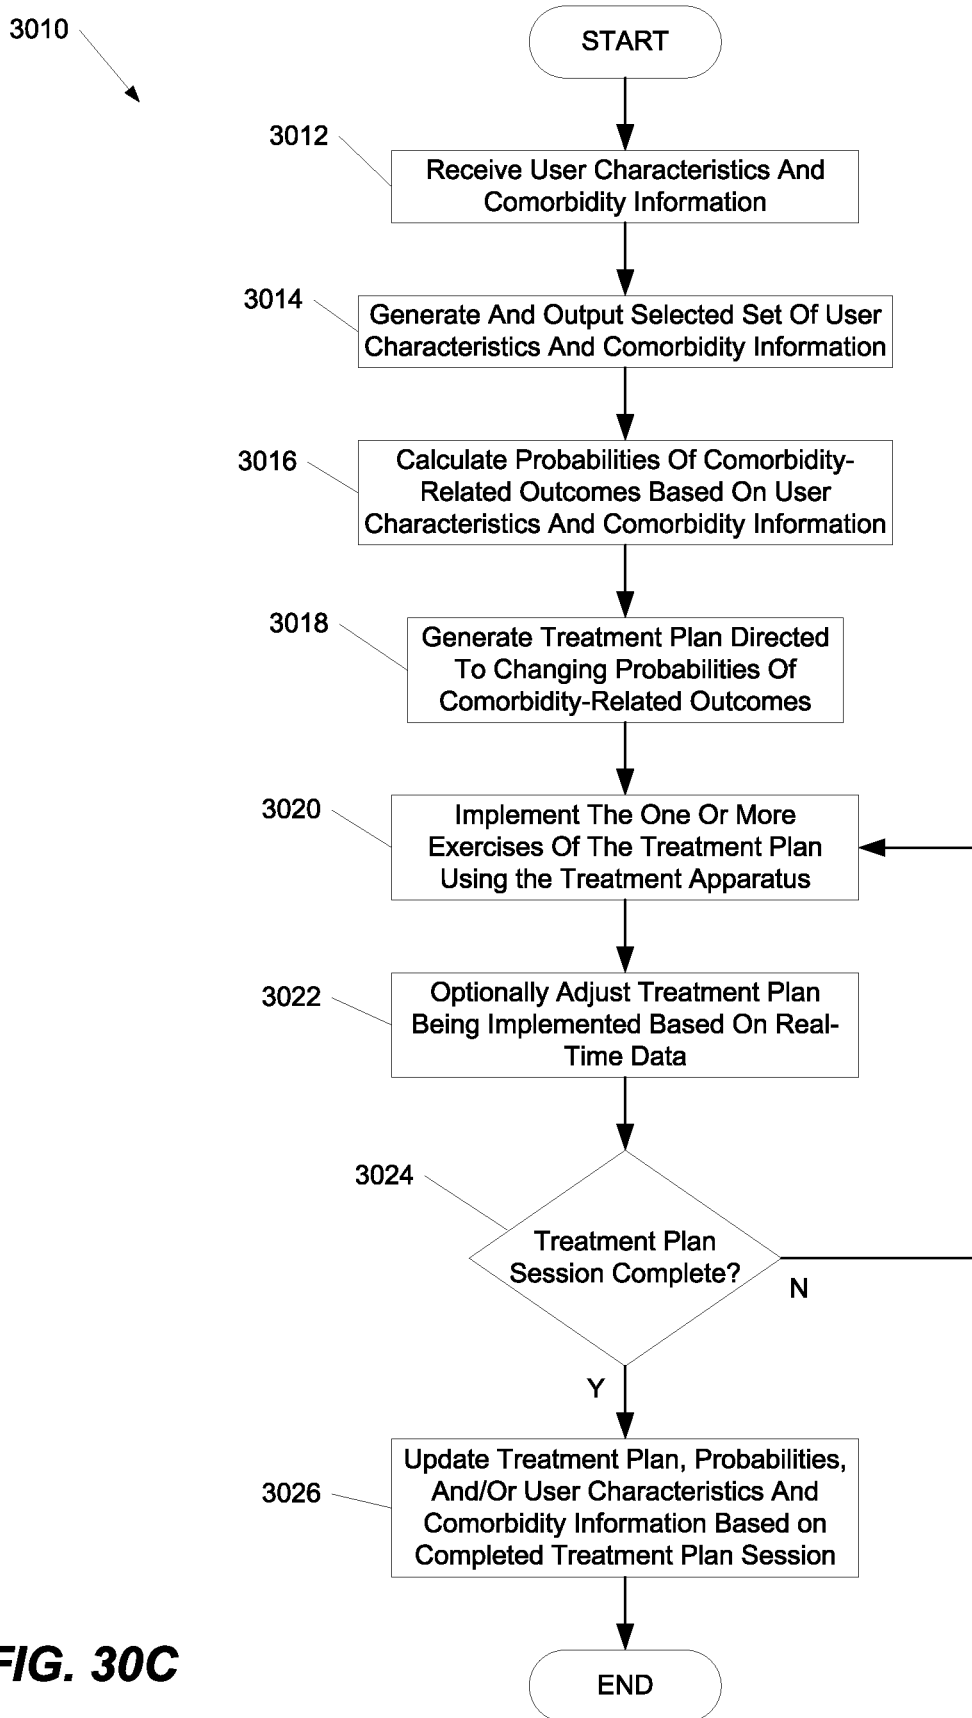 3010
START
3012
Receive User Characteristics And
Comorbidity Information
3014
Generate And Output Selected Set Of User
Characteristics And Comorbidity Information
3016
Calculate Probabilities Of Comorbidity-
Related Outcomes Based On User
Characteristics And Comorbidity Information
3018
Generate Treatment Plan Directed
To Changing Probabilities Of
Comorbidity-Related Outcomes
3020
Implement The One Or More
Exercises Of The Treatment Plan
Using the Treatment Apparatus
3022
Optionally Adjust Treatment Plan
Being Implemented Based On Real-
Time Data
3024
Treatment Plan
Session Complete?
N
Y
3026
Update Treatment Plan, Probabilities,
And/Or User Characteristics And
Comorbidity Information Based on
Completed Treatment Plan Session
FIG. 30C
END